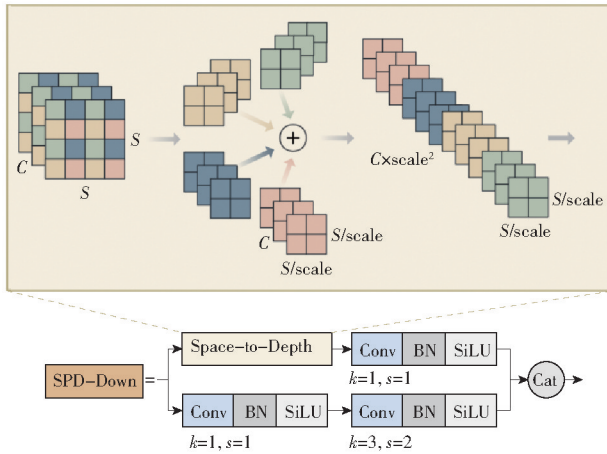 C
S
S
C
S/scale
S/scale
C×scale²
S/scale
S/scale
SPD-Down
=
Space-to-Depth
Conv BN SiLU
k=1, s=1
Cat
Conv BN SiLU
Conv BN SiLU
k=1, s=1
k=3, s=2